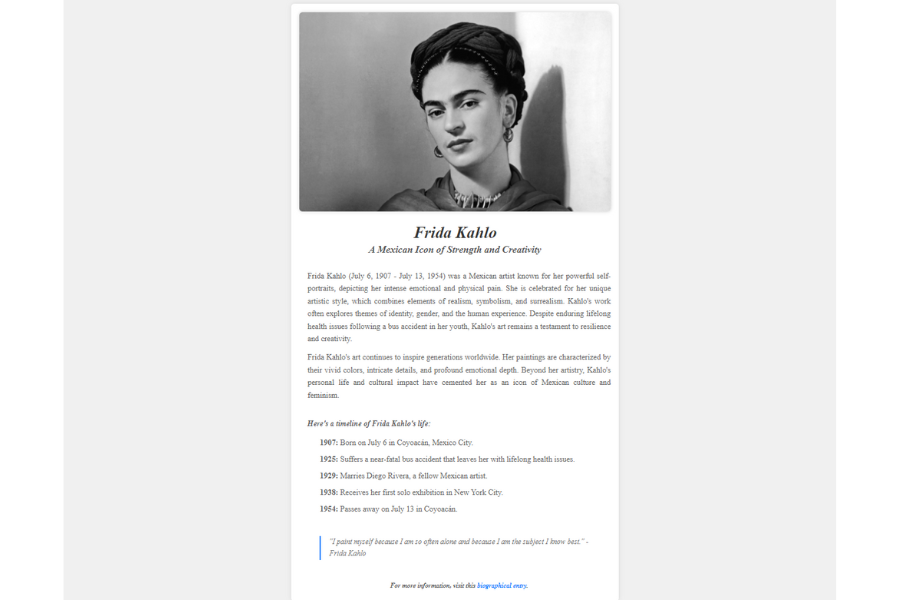 Frida Kahlo
A Mexican Icon of Strength and Creativity
Frida Kahlo (July 6, 1907 - July 13, 1954) was a Mexican artist known for her powerful self-
portraits, depicting her intense emotional and physical pain. She is celebrated for her unique
artistic style, which combines elements of realism, symbolism, and surrealism. Kahlo's work
often explores themes of identity, gender, and the human experience. Despite enduring lifelong
health issues following a bus accident in her youth, Kahlo's art remains a testament to resilience
and creativity.
Frida Kahlo's art continues to inspire generations worldwide. Her paintings are characterized by
their vivid colors, intricate details, and profound emotional depth. Beyond her artistry, Kahlo's
personal life and cultural impact have cemented her as an icon of Mexican culture and
feminism.
Here's a timeline of Frida Kahlo's life:
1907: Born on July 6 in Coyoacán, Mexico City.
1925: Suffers a near-fatal bus accident that leaves her with lifelong health issues.
1929: Marries Diego Rivera, a fellow Mexican artist.
1938: Receives her first solo exhibition in New York City.
1954: Passes away on July 13 in Coyoacán.
"I paint myself because I am so often alone and because I am the subject I know best." -
Frida Kahlo
For more information, visit this biographical entry.